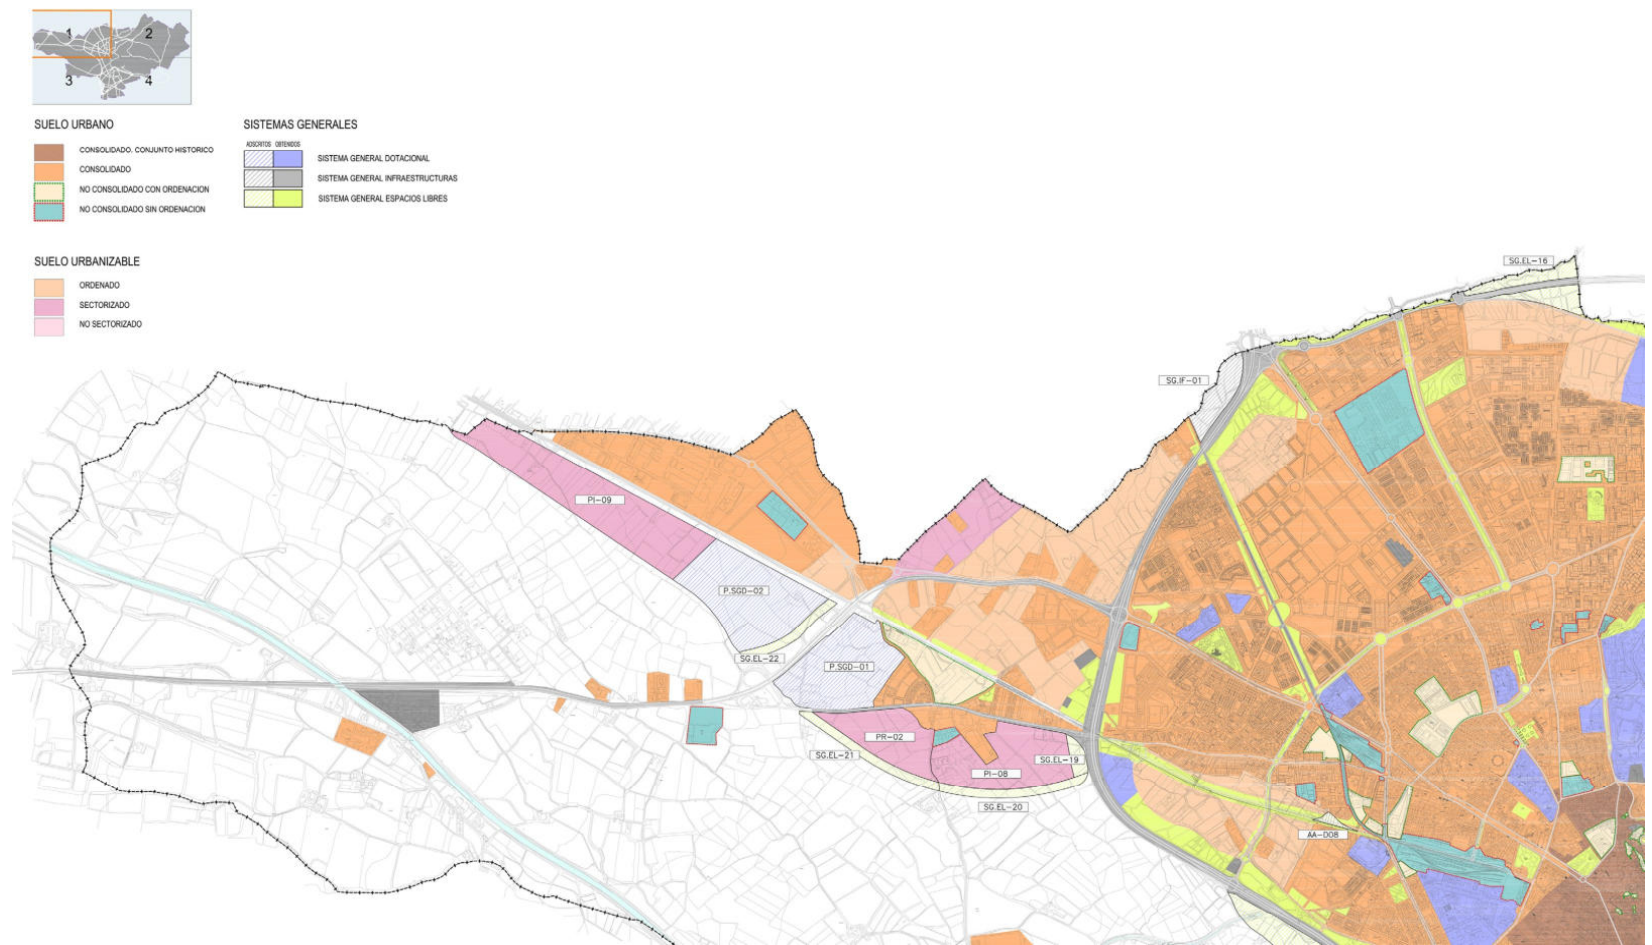 1
2
3
4
SUELO URBANO
CONSOLIDADO. CONJUNTO HISTORICO
CONSOLIDADO
NO CONSOLIDADO CON ORDENACION
NO CONSOLIDADO SIN ORDENACION
SISTEMAS GENERALES
ADSCRITOS OBTENIDOS
SISTEMA GENERAL DOTACIONAL
SISTEMA GENERAL INFRAESTRUCTURAS
SISTEMA GENERAL ESPACIOS LIBRES
SUELO URBANIZABLE
ORDENADO
SECTORIZADO
NO SECTORIZADO
SG.EL-16
SG.IF-01
PI-09
P.SGD-02
SG.EL-22
P.SGD-01
PR-02
SG.EL-21
SG.EL-19
PI-08
SG.EL-20
AA-D08